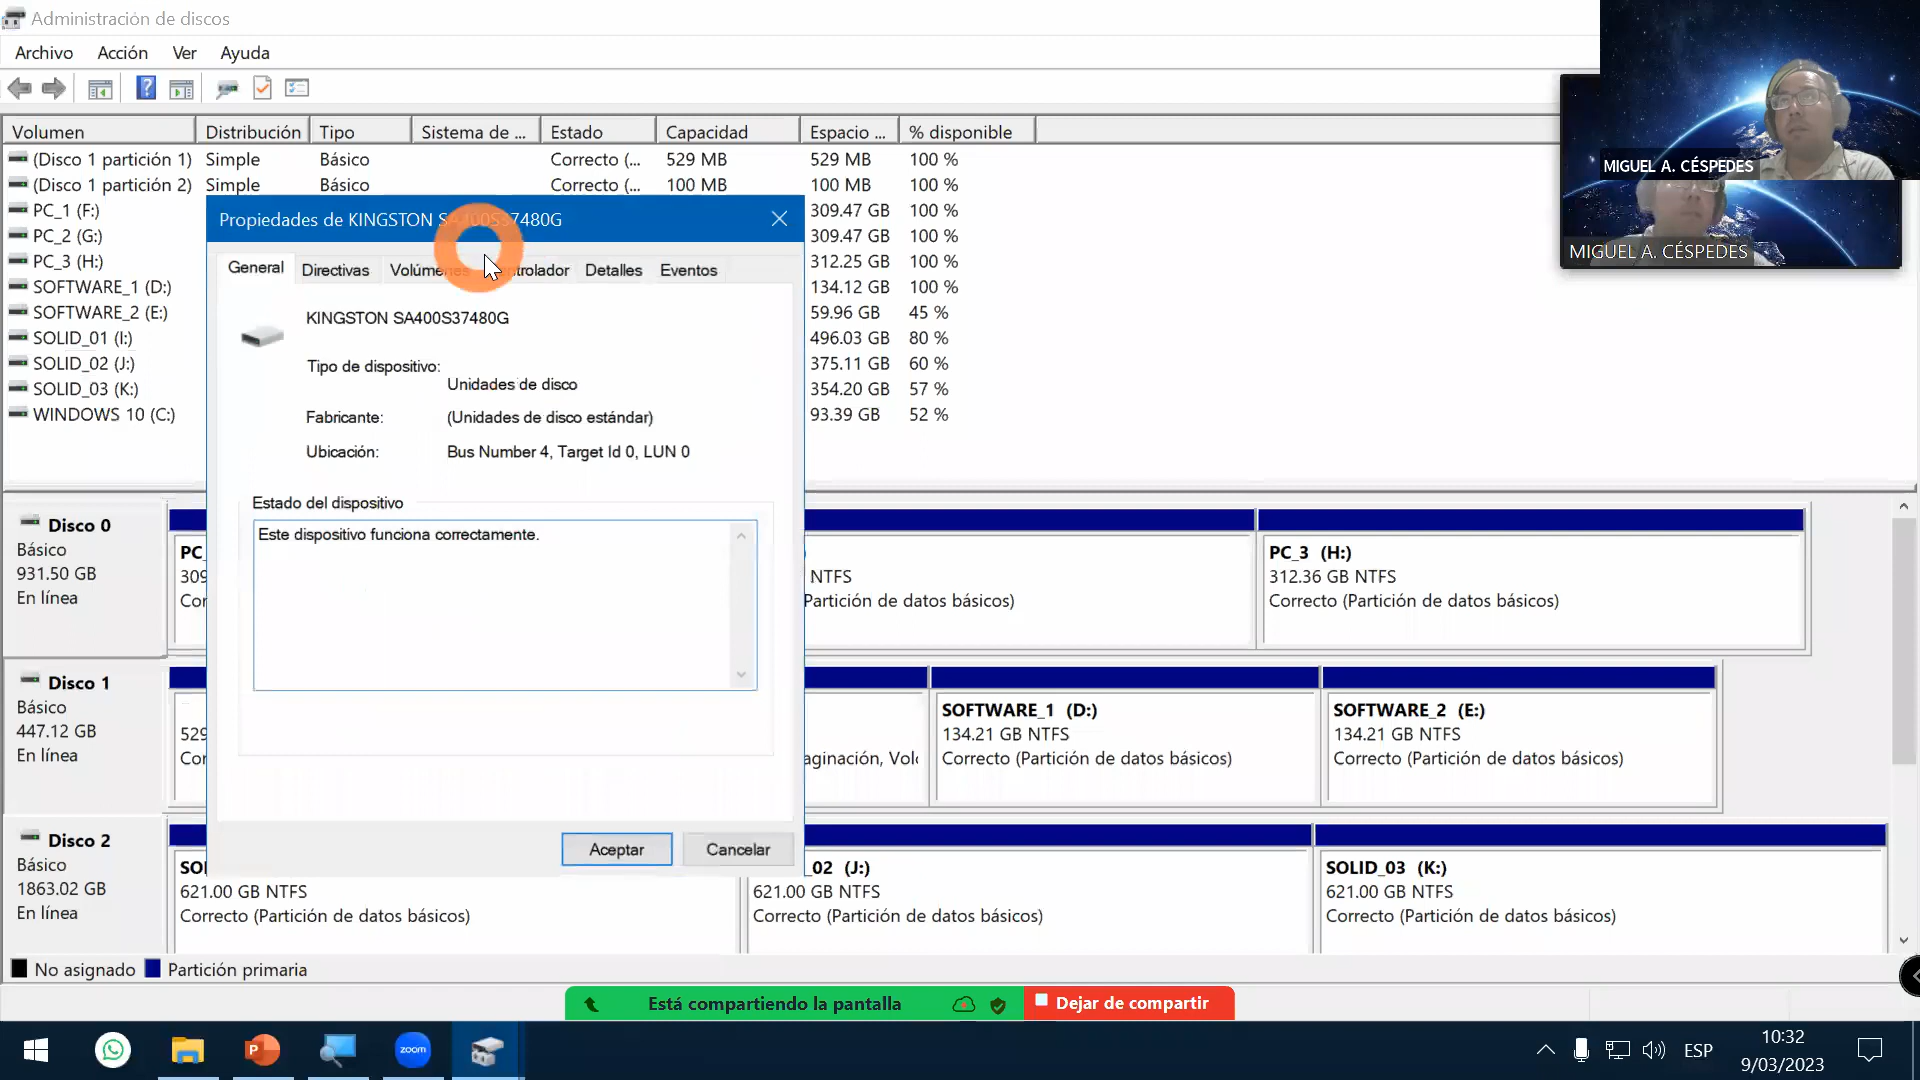 Administración de discos
Archivo Acción Ver Ayuda
Volumen Distribución Tipo Sistema de ... Estado Capacidad Espacio ... % disponible
(Disco 1 partición 1) Simple Básico Correcto (... 529 MB 529 MB 100 %
(Disco 1 partición 2) Simple Básico Correcto (... 100 MB 100 MB 100 %
PC_1 (F:) 309.47 GB 100 %
PC_2 (G:) 309.47 GB 100 %
PC_3 (H:) 312.25 GB 100 %
SOFTWARE_1 (D:) 134.12 GB 100 %
SOFTWARE_2 (E:) 59.96 GB 45 %
SOLID_01 (I:) 496.03 GB 80 %
SOLID_02 (J:) 375.11 GB 60 %
SOLID_03 (K:) 354.20 GB 57 %
WINDOWS 10 (C:) 93.39 GB 52 %
MIGUEL A. CÉSPEDES
MIGUEL A. CÉSPEDES
Propiedades de KINGSTON SA400S37480G
General Directivas Volúmenes Controlador Detalles Eventos
KINGSTON SA400S37480G
Tipo de dispositivo:
Unidades de disco
Fabricante: (Unidades de disco estándar)
Ubicación: Bus Number 4, Target Id 0, LUN 0
Estado del dispositivo
Este dispositivo funciona correctamente.
Aceptar Cancelar
Disco 0
Básico
931.50 GB
En línea
PC_
309
Cor
NTFS
Partición de datos básicos)
PC_3 (H:)
312.36 GB NTFS
Correcto (Partición de datos básicos)
Disco 1
Básico
447.12 GB
En línea
529
Cor
aginación, Vol
SOFTWARE_1 (D:)
134.21 GB NTFS
Correcto (Partición de datos básicos)
SOFTWARE_2 (E:)
134.21 GB NTFS
Correcto (Partición de datos básicos)
Disco 2
Básico
1863.02 GB
En línea
SOL
621.00 GB NTFS
Correcto (Partición de datos básicos)
_02 (J:)
621.00 GB NTFS
Correcto (Partición de datos básicos)
SOLID_03 (K:)
621.00 GB NTFS
Correcto (Partición de datos básicos)
No asignado Partición primaria
Está compartiendo la pantalla Dejar de compartir
zoom
ESP
10:32
9/03/2023